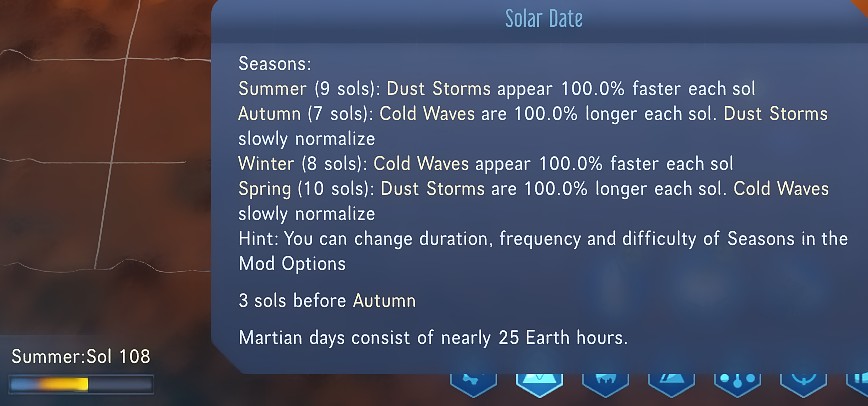 Solar Date
Seasons:
Summer (9 sols): Dust Storms appear 100.0% faster each sol
Autumn (7 sols): Cold Waves are 100.0% longer each sol. Dust Storms
slowly normalize
Winter (8 sols): Cold Waves appear 100.0% faster each sol
Spring (10 sols): Dust Storms are 100.0% longer each sol. Cold Waves
slowly normalize
Hint: You can change duration, frequency and difficulty of Seasons in the
Mod Options
3 sols before Autumn
Martian days consist of nearly 25 Earth hours.
Summer:Sol 108